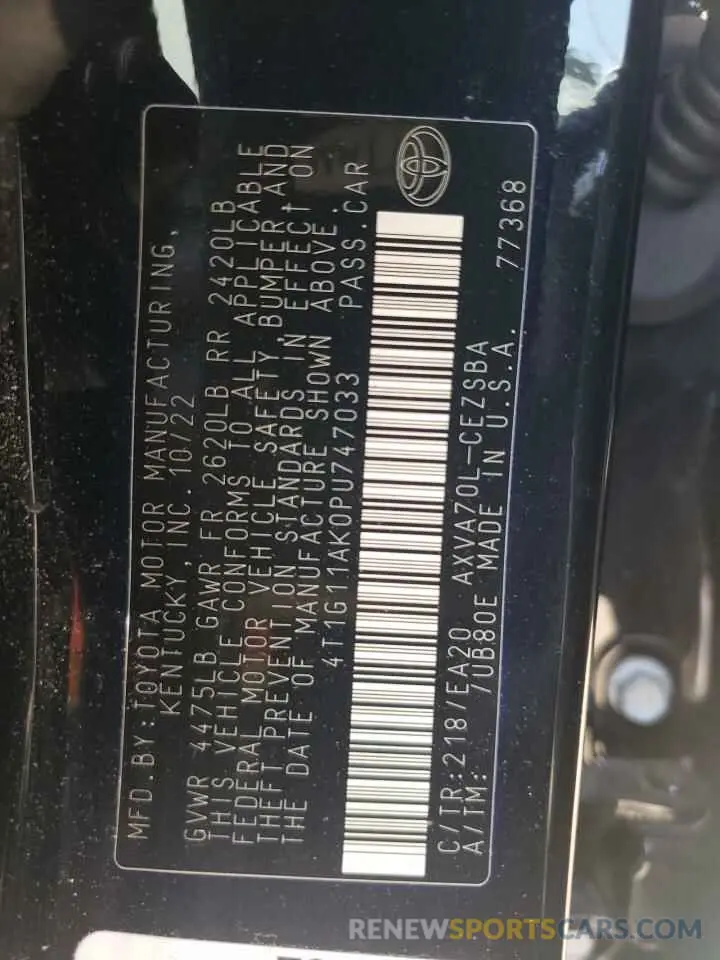 MFD.BY:TOYOTA MOTOR MANUFACTURING,
KENTUCKY,INC. 10/22
GVWR 4475LB GAWR FR 2620LB RR 2420LB
THIS VEHICLE CONFORMS TO ALL APPLICABLE
FEDERAL MOTOR VEHICLE SAFETY, BUMPER AND
THEFT PREVENTION STANDARDS IN EFFECT ON
THE DATE OF MANUFACTURE SHOWN ABOVE.
4T1G11AK0PU747033 PASS.CAR
C/TR:218/EA20 AXVA70L-CEZSBA
A/TM: /UB80E MADE IN U.S.A. 77368
RENEWSPORTSCARS.COM